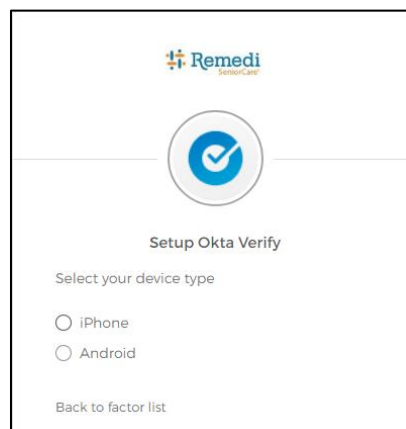 Remedi
SeniorCare®
Setup Okta Verify
Select your device type
iPhone
Android
Back to factor list